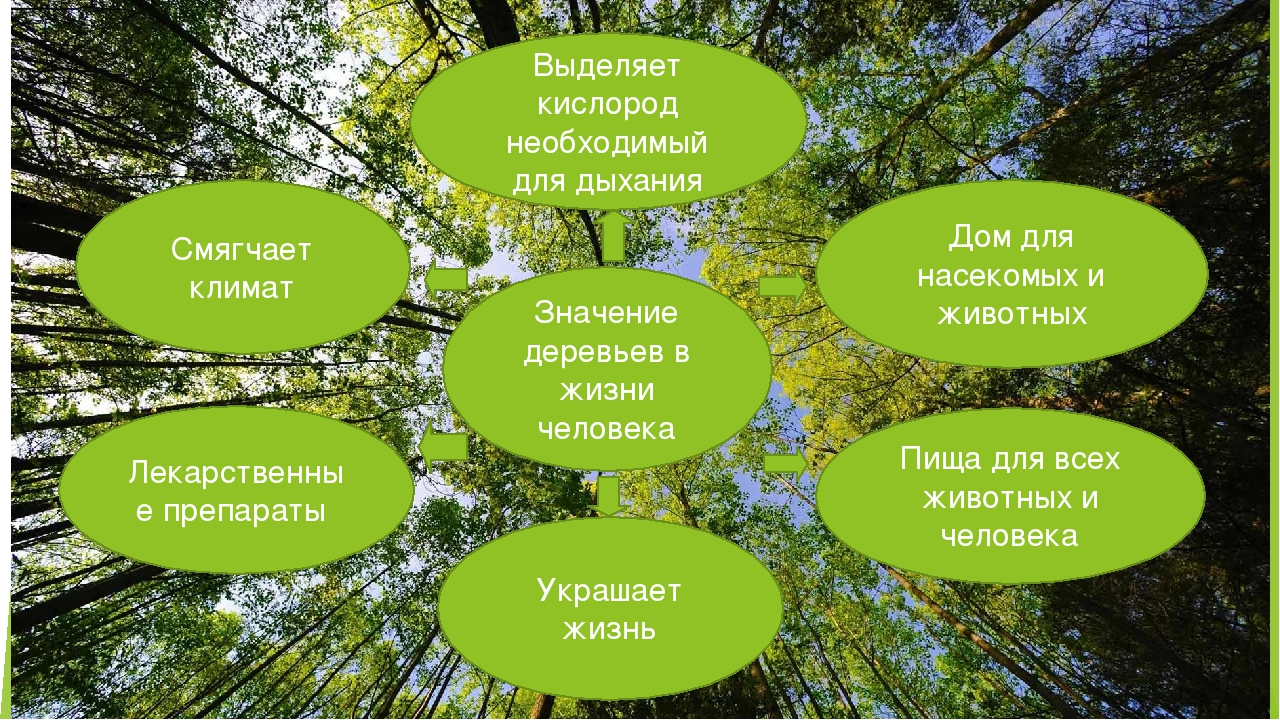 Выделяет
кислород
необходимый
для дыхания
Смягчает
климат
Дом для
насекомых и
животных
Значение
деревьев в
жизни
человека
Лекарственны
е препараты
Пища для всех
животных и
человека
Украшает
жизнь